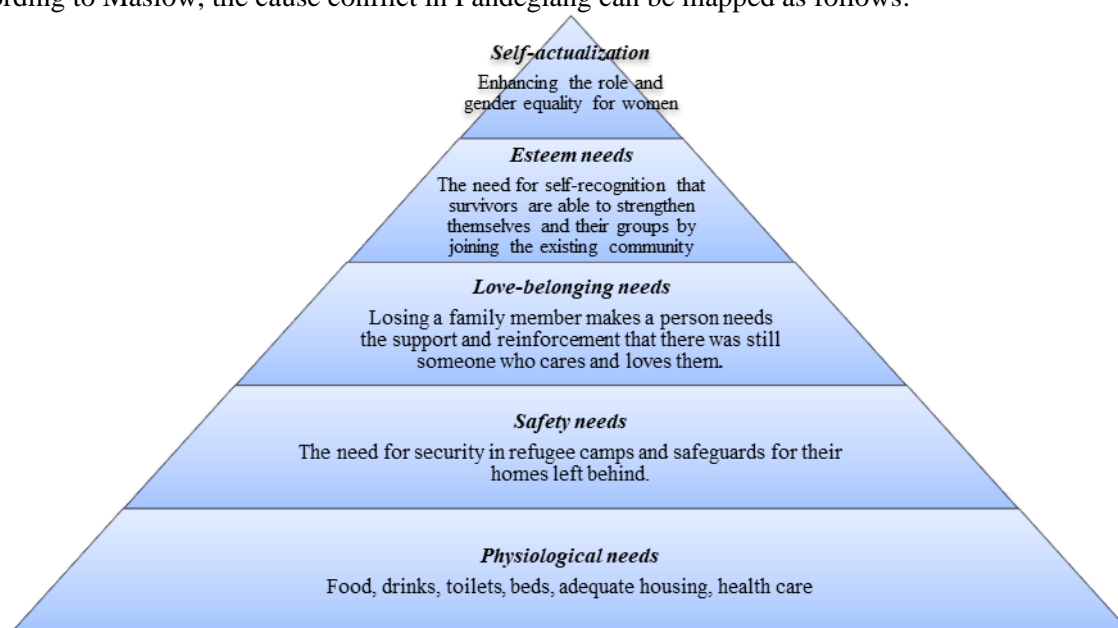 according to Maslow, the cause conflict in Pandeglang can be mapped as follows:
Self-actualization
Enhancing the role and
gender equality for women
Esteem needs
The need for self-recognition that
survivors are able to strengthen
themselves and their groups by
joining the existing community
Love-belonging needs
Losing a family member makes a person needs
the support and reinforcement that there was still
someone who cares and loves them.
Safety needs
The need for security in refugee camps and safeguards for their
homes left behind.
Physiological needs
Food, drinks, toilets, beds, adequate housing, health care